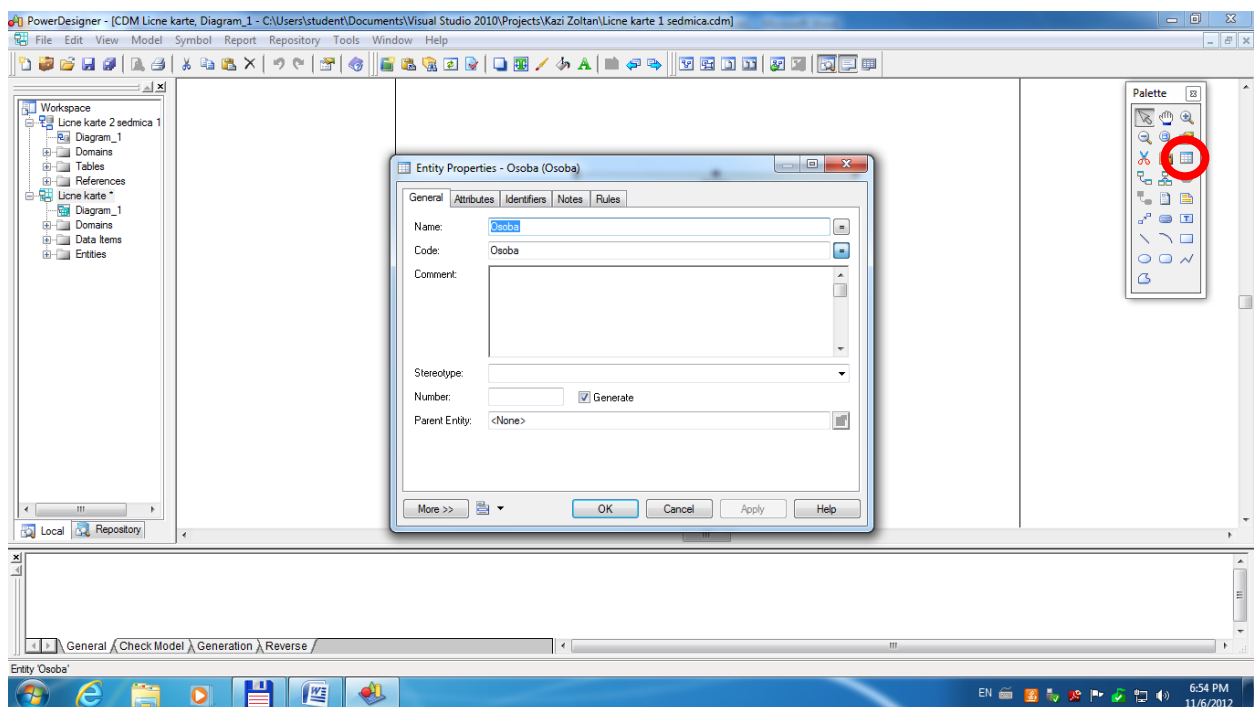 PowerDesigner - [CDM Licne karte, Diagram_1 - C:\Users\student\Documents\Visual Studio 2010\Projects\Kazi Zoltan\Licne karte 1 sedmica.cdm]
File Edit View Model Symbol Report Repository Tools Window Help
Workspace
Licne karte 2 sedmica 1
Diagram_1
Domains
Tables
References
Licne karte *
Diagram_1
Domains
Data Items
Entities
Local Repository
Palette
Entity Properties - Osoba (Osoba)
General Attributes Identifiers Notes Rules
Name: Osoba
Code: Osoba
Comment:
Stereotype:
Number: Generate
Parent Entity: <None>
More >> OK Cancel Apply Help
General Check Model Generation Reverse
Entity 'Osoba'
EN
6:54 PM
11/6/2012